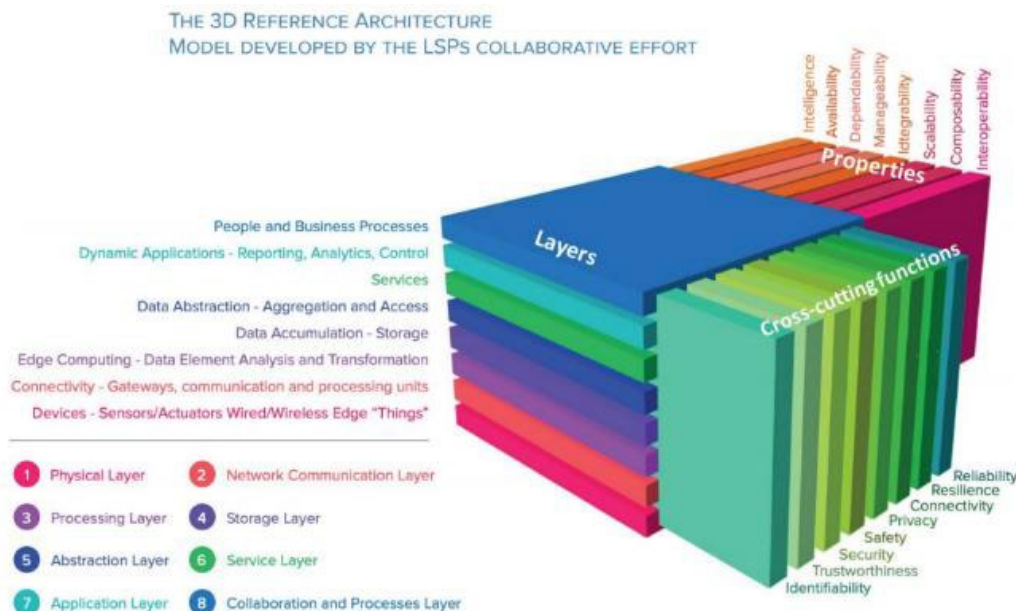 THE 3D REFERENCE ARCHITECTURE
MODEL DEVELOPED BY THE LSPS COLLABORATIVE EFFORT
Intelligence
Availability
Dependability
Manageability
Idtegrability
Scalability
Composability
Interoperability
Properties
Layers
Cross-cutting functions
People and Business Processes
Dynamic Applications - Reporting, Analytics, Control
Services
Data Abstraction - Aggregation and Access
Data Accumulation - Storage
Edge Computing - Data Element Analysis and Transformation
Connectivity - Gateways, communication and processing units
Devices - Sensors/Actuators Wired/Wireless Edge "Things"
1 Physical Layer
2 Network Communication Layer
3 Processing Layer
4 Storage Layer
5 Abstraction Layer
6 Service Layer
7 Application Layer
8 Collaboration and Processes Layer
Reliability
Resilience
Connectivity
Privacy
Safety
Security
Trustworthiness
Identifiability